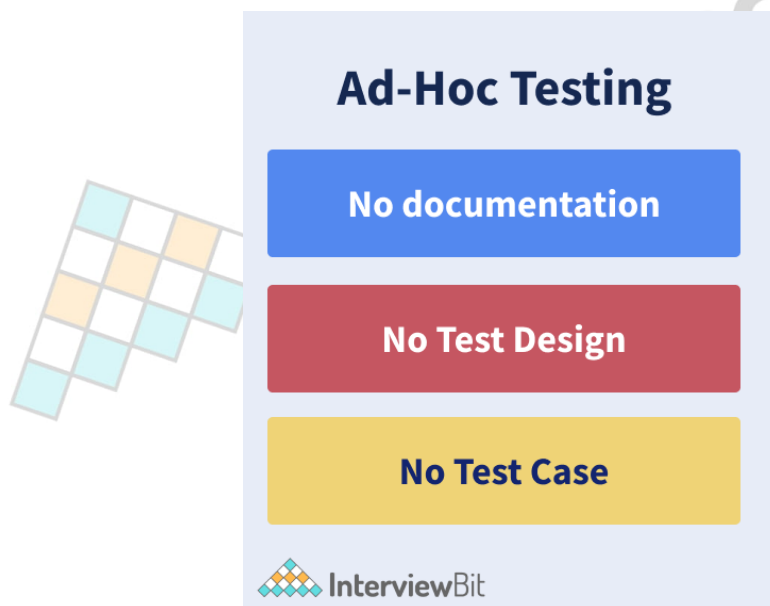 Ad-Hoc Testing
No documentation
No Test Design
No Test Case
InterviewBit